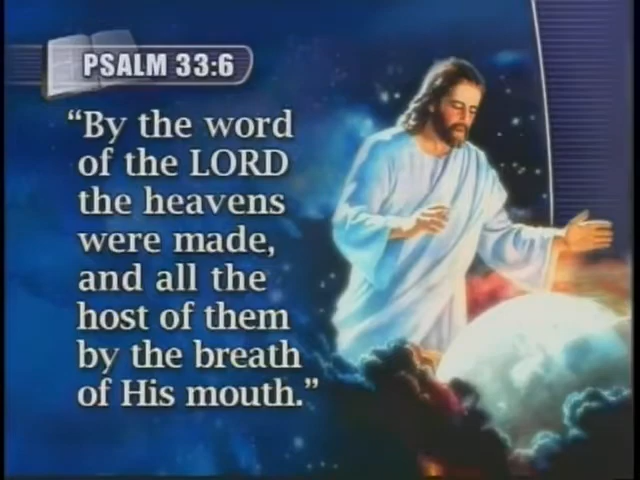 PSALM 33:6
“By the word
of the LORD
the heavens
were made,
and all the
host of them
by the breath
of His mouth.”